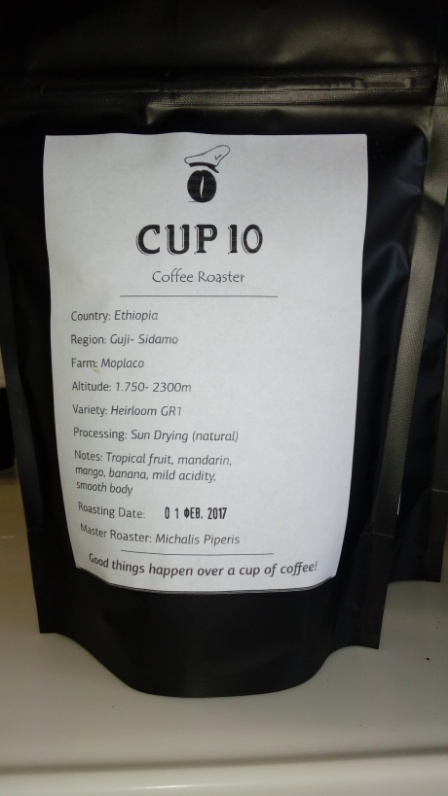 CUP 10
Coffee Roaster
Country: Ethiopia
Region: Guji- Sidamo
Farm: Moplaco
Altitude: 1.750- 2300m
Variety: Heirloom GR1
Processing: Sun Drying (natural)
Notes: Tropical fruit, mandarin,
mango, banana, mild acidity,
smooth body
Roasting Date: 01 ΦΕΒ. 2017
Master Roaster: Michalis Piperis
Good things happen over a cup of coffee!